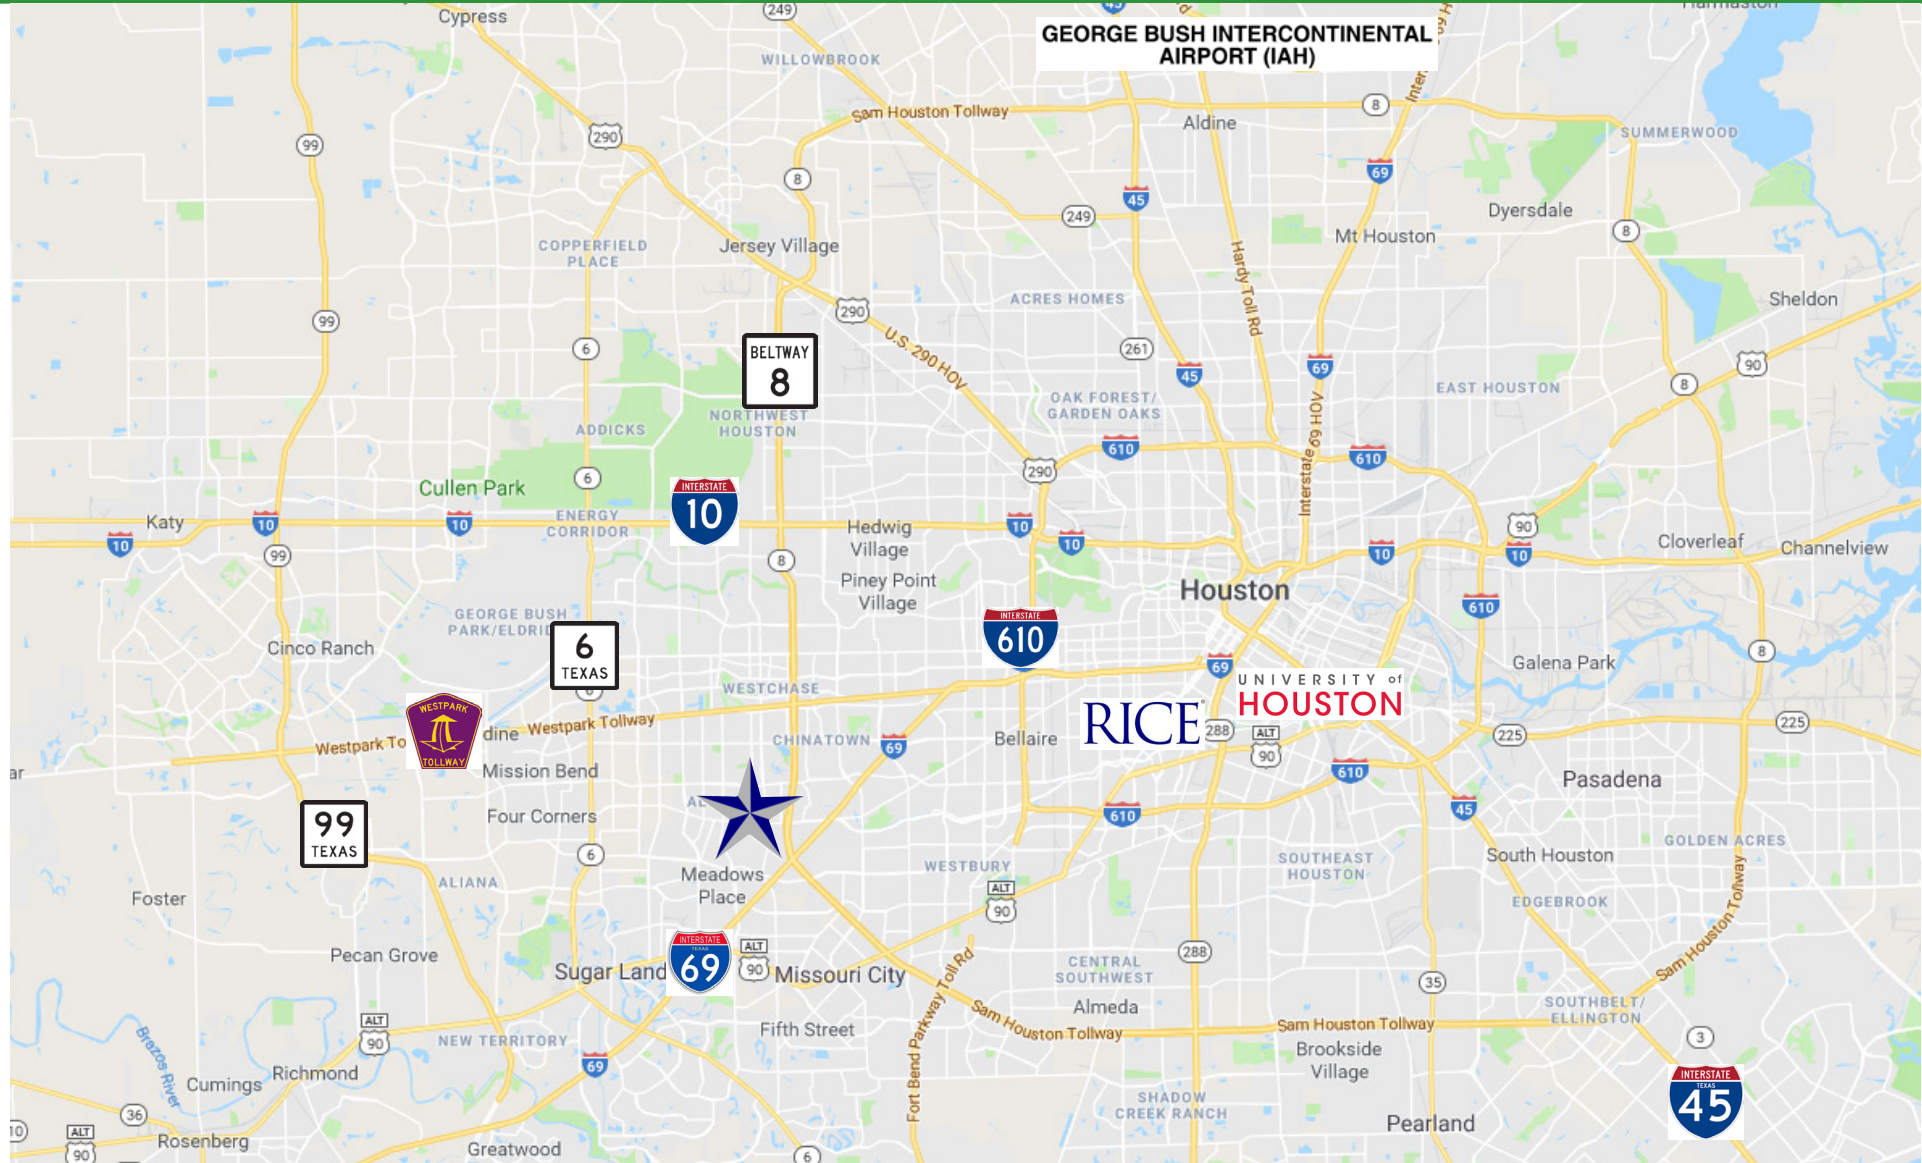 Cypress
249
45
GEORGE BUSH INTERCONTINENTAL
AIRPORT (IAH)
WILLOWBROOK
Sam Houston Tollway
8
Aldine
SUMMERWOOD
99
290
8
69
45
249
Dyersdale
8
Mt Houston
COPPERFIELD
PLACE
Jersey Village
Hardy Toll Rd
ACRES HOMES
Sheldon
99
290
U.S. 290 HOV
6
BELTWAY
8
261
45
69
90
8
EAST HOUSTON
OAK FOREST/
GARDEN OAKS
NORTHWEST
HOUSTON
ADDICKS
Interstate 69 HOV
610
610
290
6
Cullen Park
INTERSTATE
10
ENERGY
CORRIDOR
Katy
10
10
10
Hedwig
Village
10
10
10
90
10
Cloverleaf
Channelview
99
8
Piney Point
Village
Houston
610
GEORGE BUSH
PARK/ELDRI
INTERSTATE
610
6
TEXAS
Cinco Ranch
8
Galena Park
69
UNIVERSITY of
HOUSTON
WESTCHASE
6
WESTPARK
TOLLWAY
Westpark To
dine
Westpark Tollway
RICE
288
ALT
90
225
225
CHINATOWN
69
Bellaire
ar
Mission Bend
610
Pasadena
AL
Four Corners
99
TEXAS
610
45
GOLDEN ACRES
6
Meadows
Place
WESTBURY
SOUTHEAST
HOUSTON
South Houston
ALIANA
ALT
90
Foster
EDGEBROOK
Sam Houston Tollway
Pecan Grove
Sugar Land
INTERSTATE
TEXAS
69
ALT
90
Missouri City
Fort Bend Parkway Toll Rd
288
CENTRAL
SOUTHWEST
35
Almeda
SOUTHBELT/
ELLINGTON
Sam Houston Tollway
Sam Houston Tollway
ALT
90
NEW TERRITORY
Fifth Street
3
Brookside
Village
Brazos River
Richmond
Cumings
69
INTERSTATE
TEXAS
45
SHADOW
CREEK RANCH
36
Pearland
10
ALT
90
Rosenberg
Greatwood
6